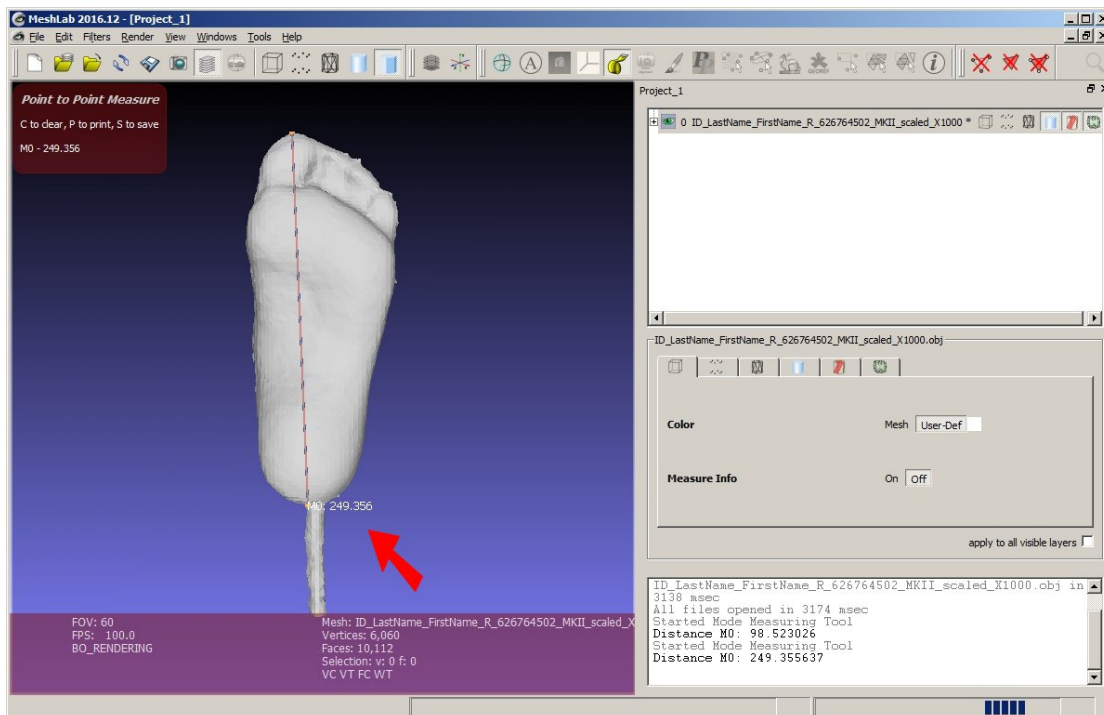 MeshLab 2016.12 - [Project_1]
File Edit Filters Render View Windows Tools Help
Point to Point Measure
C to clear, P to print, S to save
M0 - 249.356
M0: 249.356
FOV: 60
FPS: 100.0
BO_RENDERING
Mesh: ID_LastName_FirstName_R_626764502_MKII_scaled_X
Vertices: 6,060
Faces: 10,112
Selection: v: 0 f: 0
VC VT FC WT
Project_1
0 ID_LastName_FirstName_R_626764502_MKII_scaled_X1000 *
ID_LastName_FirstName_R_626764502_MKII_scaled_X1000.obj
Color Mesh User-Def
Measure Info On Off
apply to all visible layers
ID_LastName_FirstName_R_626764502_MKII_scaled_X1000.obj in
3138 msec
All files opened in 3174 msec
Started Mode Measuring Tool
Distance M0: 98.523026
Started Mode Measuring Tool
Distance M0: 249.355637